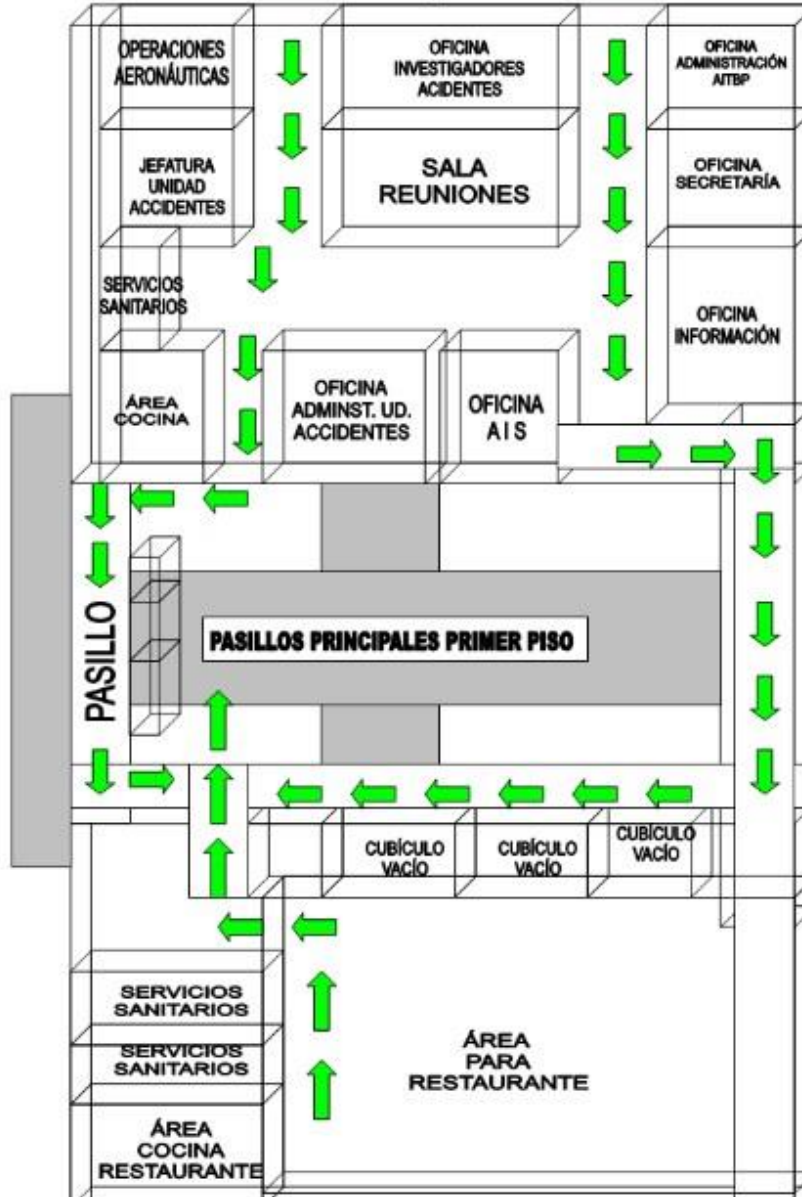 OPERACIONES
AERONÁUTICAS
OFICINA
INVESTIGADORES
ACIDENTES
OFICINA
ADMINISTRACIÓN
AITBP
JEFATURA
UNIDAD
ACCIDENTES
SALA
REUNIONES
OFICINA
SECRETARÍA
SERVICIOS
SANITARIOS
OFICINA
INFORMACIÓN
ÁREA
COCINA
OFICINA
ADMINST. UD.
ACCIDENTES
OFICINA
A I S
PASILLO
PASILLOS PRINCIPALES PRIMER PISO
CUBÍCULO
VACÍO
CUBÍCULO
VACÍO
CUBÍCULO
VACÍO
SERVICIOS
SANITARIOS
SERVICIOS
SANITARIOS
ÁREA
PARA
RESTAURANTE
ÁREA
COCINA
RESTAURANTE